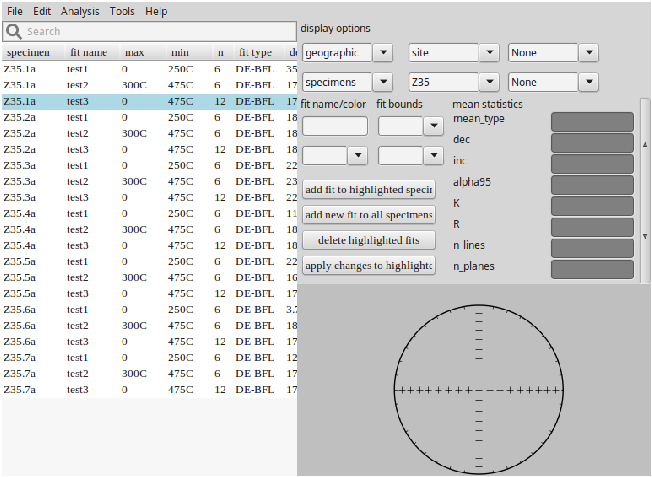 File Edit Analysis Tools Help
Search
specimen fit name max min n fit type de
Z35.1a test1 0 250C 6 DE-BFL 35
Z35.1a test2 300C 475C 6 DE-BFL 17
Z35.1a test3 0 475C 12 DE-BFL 17
Z35.2a test1 0 250C 6 DE-BFL 18
Z35.2a test2 300C 475C 6 DE-BFL 18
Z35.2a test3 0 475C 12 DE-BFL 18
Z35.3a test1 0 250C 6 DE-BFL 22
Z35.3a test2 300C 475C 6 DE-BFL 23
Z35.3a test3 0 475C 12 DE-BFL 22
Z35.4a test1 0 250C 6 DE-BFL 11
Z35.4a test2 300C 475C 6 DE-BFL 18
Z35.4a test3 0 475C 12 DE-BFL 18
Z35.5a test1 0 250C 6 DE-BFL 22
Z35.5a test2 300C 475C 6 DE-BFL 16
Z35.5a test3 0 475C 12 DE-BFL 17
Z35.6a test1 0 250C 6 DE-BFL 3.
Z35.6a test2 300C 475C 6 DE-BFL 18
Z35.6a test3 0 475C 12 DE-BFL 17
Z35.7a test1 0 250C 6 DE-BFL 12
Z35.7a test2 300C 475C 6 DE-BFL 17
Z35.7a test3 0 475C 12 DE-BFL 17
display options
geographic site None
specimens Z35 None
fit name/color fit bounds mean statistics
mean_type
dec
inc
alpha95
K
R
n_lines
n_planes
add fit to highlighted specir
add new fit to all specimens
delete highlighted fits
apply changes to highlighte